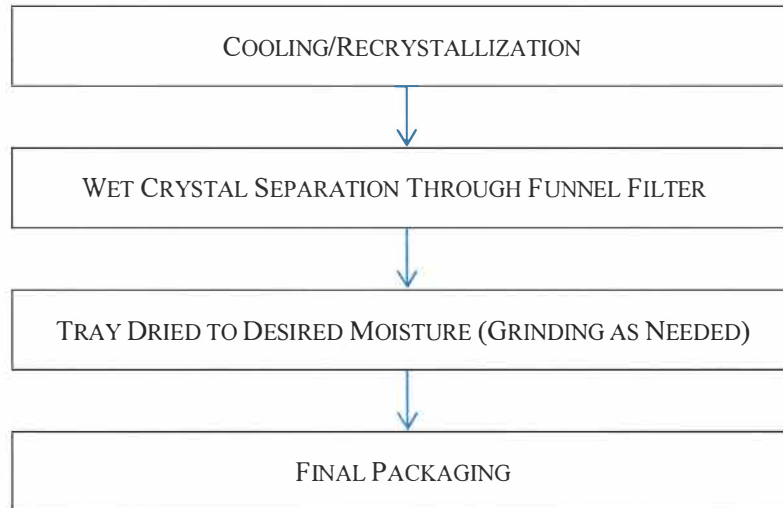 COOLING/RECRYSTALLIZATION
WET CRYSTAL SEPARATION THROUGH FUNNEL FILTER
TRAY DRIED TO DESIRED MOISTURE (GRINDING AS NEEDED)
FINAL PACKAGING